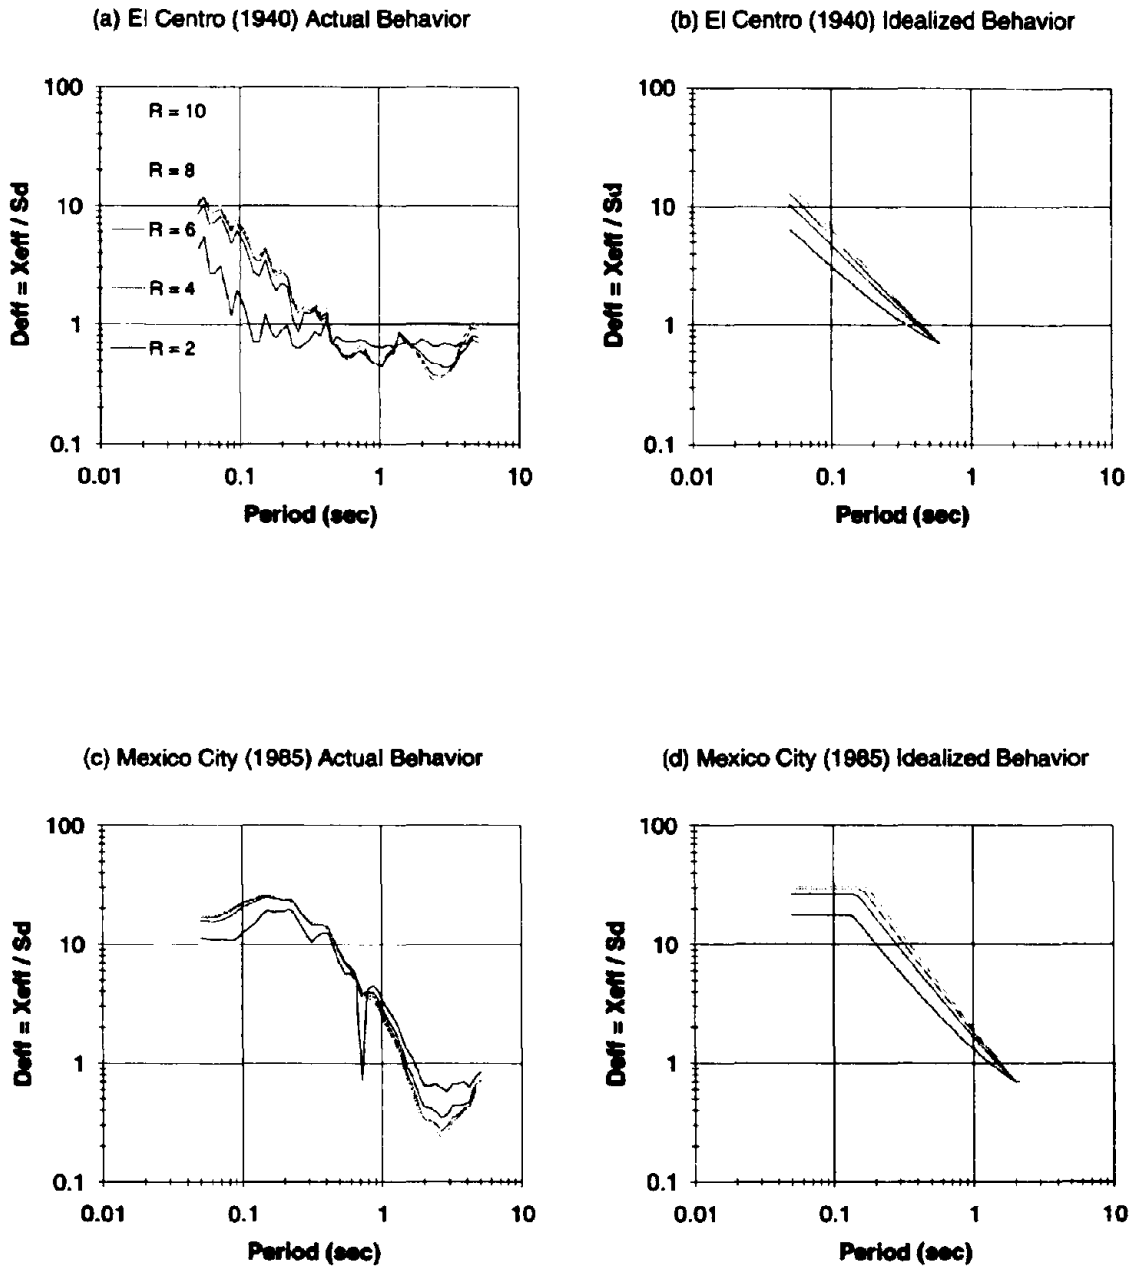 (a) El Centro (1940) Actual Behavior
100
10
1
0.1
R = 10
R = 8
R = 6
R = 4
R = 2
Deff = Xeff / Sd
0.01
0.1
1
10
Period (sec)
(b) El Centro (1940) Idealized Behavior
100
10
1
0.1
Deff = Xeff / Sd
0.01
0.1
1
10
Period (sec)
(c) Mexico City (1985) Actual Behavior
100
10
1
0.1
Deff = Xeff / Sd
0.01
0.1
1
10
Period (sec)
(d) Mexico City (1985) Idealized Behavior
100
10
1
0.1
Deff = Xeff / Sd
0.01
0.1
1
10
Period (sec)